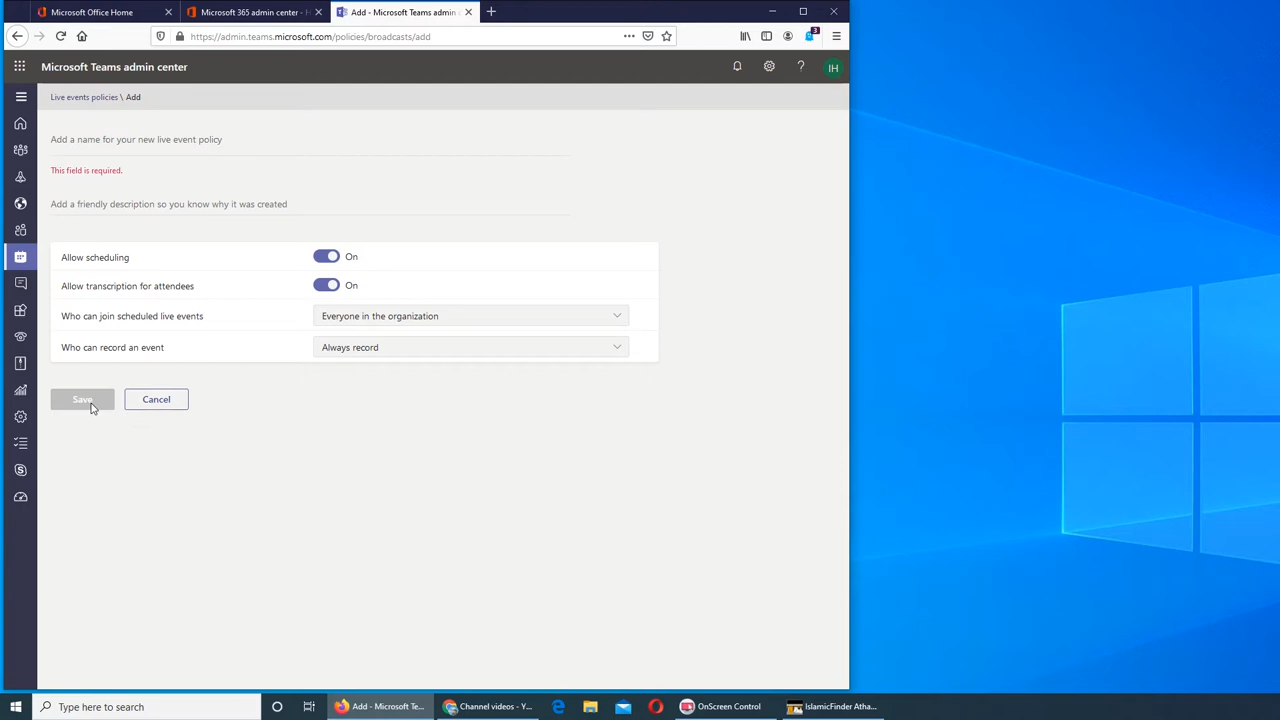 Microsoft Office Home
Microsoft 365 admin center - H
Add - Microsoft Teams admin c
https://admin.teams.microsoft.com/policies/broadcasts/add
3
Microsoft Teams admin center
?
IH
Live events policies \ Add
Add a name for your new live event policy
This field is required.
Add a friendly description so you know why it was created
Allow scheduling
On
Allow transcription for attendees
On
Who can join scheduled live events
Everyone in the organization
Who can record an event
Always record
Save
Cancel
Type here to search
Add - Microsoft Te...
Channel videos - Y...
OnScreen Control
IslamicFinder Atha...